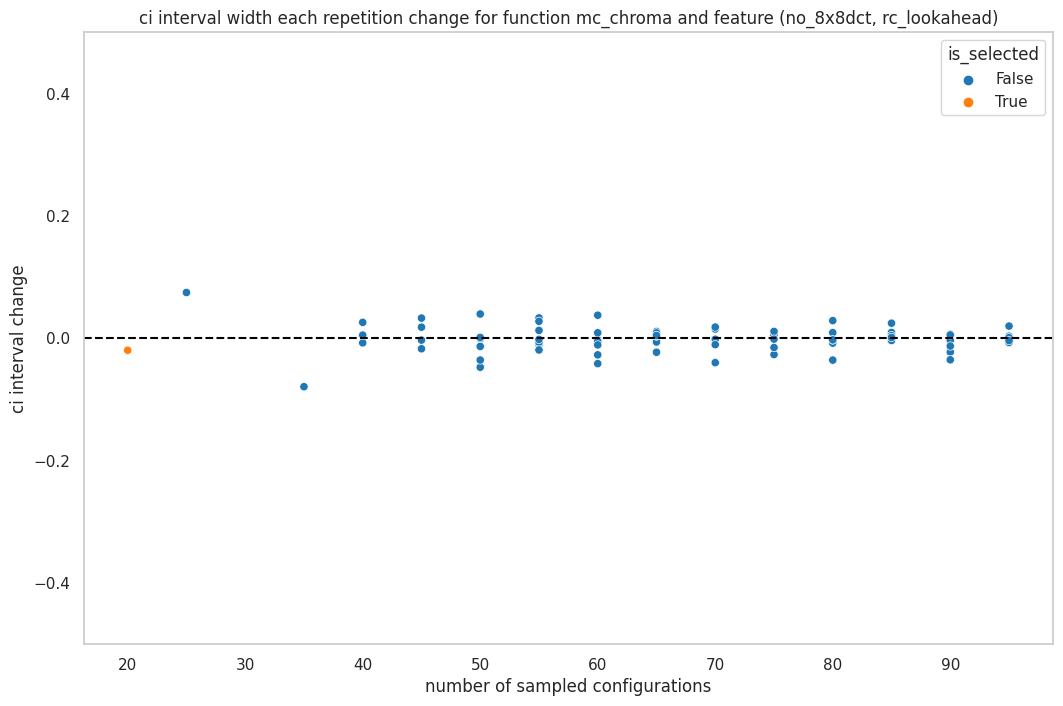 ci interval width each repetition change for function mc_chroma and feature (no_8x8dct, rc_lookahead)
is_selected
False
True
ci interval change
0.4
0.2
0.0
−0.2
−0.4
20 30 40 50 60 70 80 90
number of sampled configurations